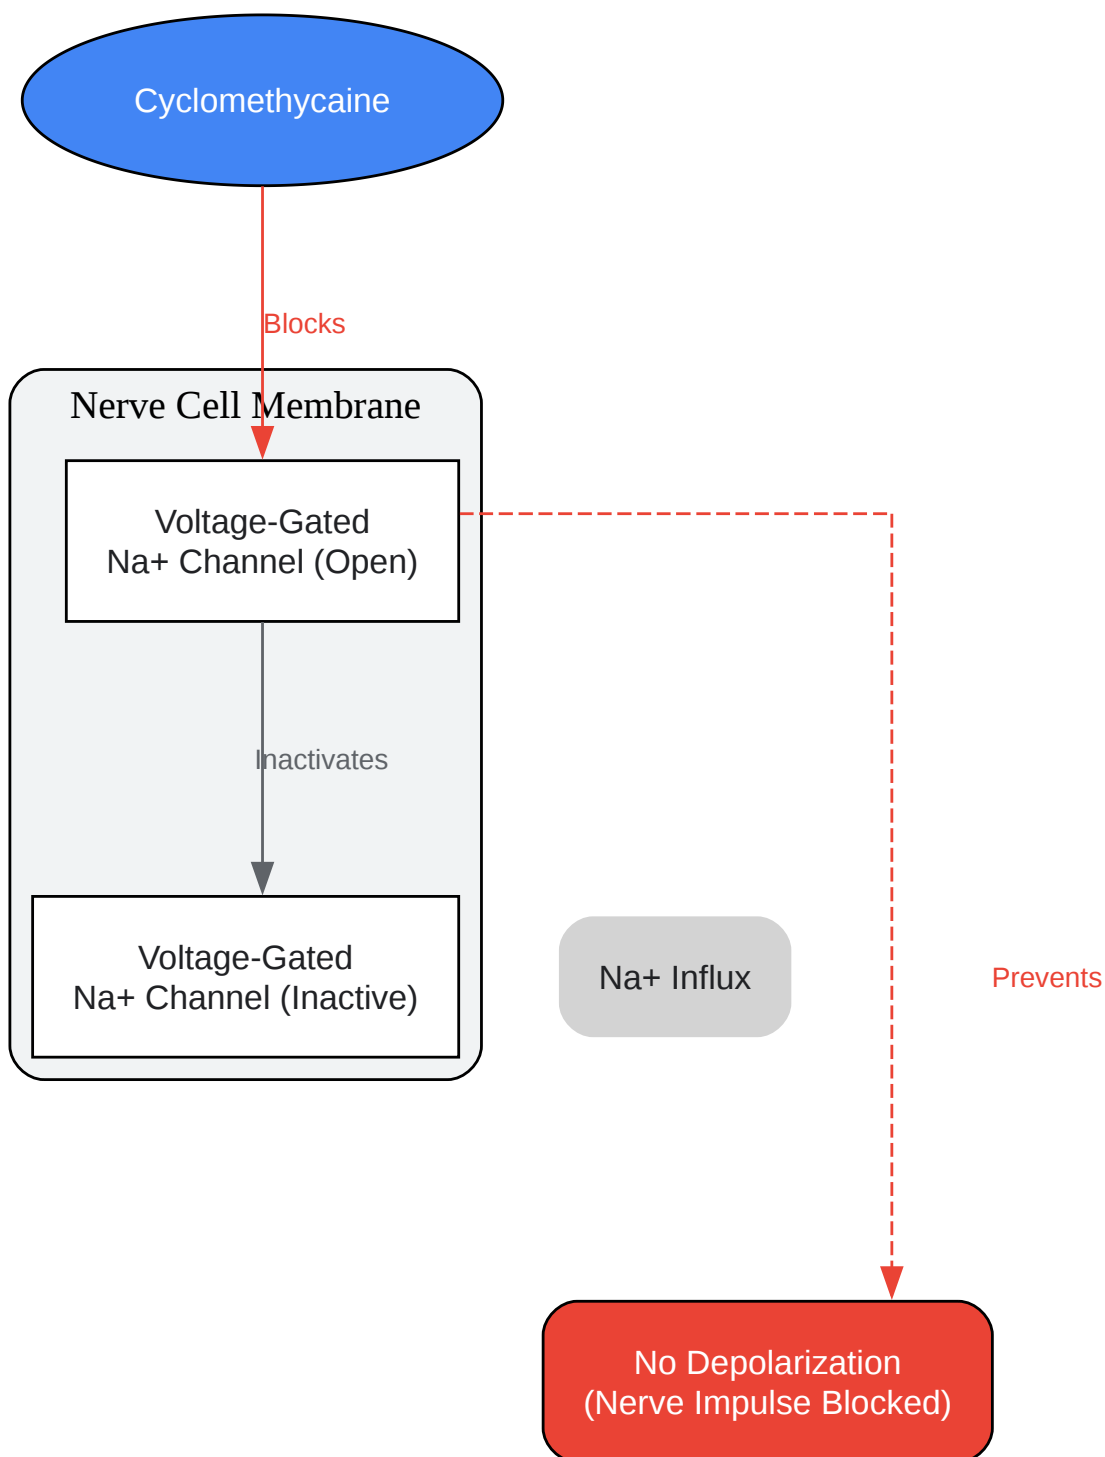 Cyclomethycaine
Blocks
Nerve Cell Membrane
Voltage-Gated
Na+ Channel (Open)
Inactivates
Voltage-Gated
Na+ Channel (Inactive)
Na+ Influx
Prevents
No Depolarization
(Nerve Impulse Blocked)